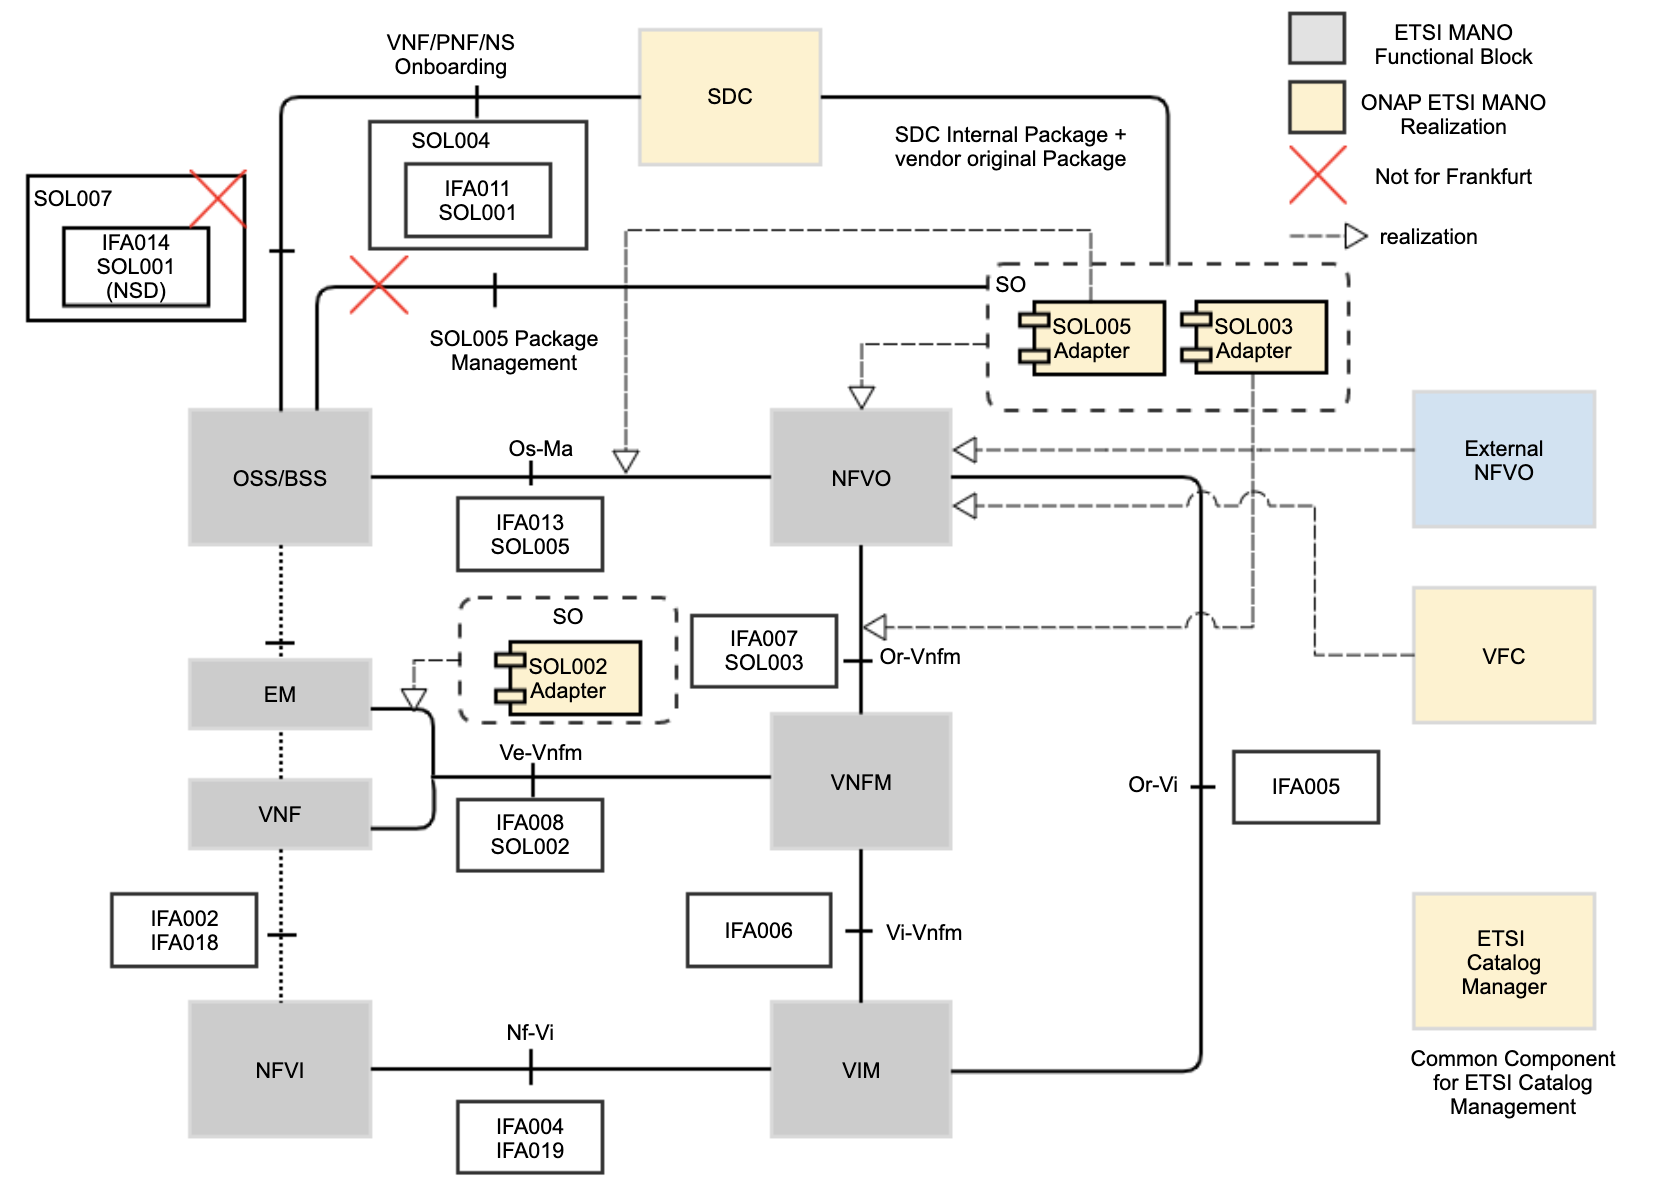 VNF/PNF/NS
Onboarding
SDC
ETSI MANO
Functional Block
ONAP ETSI MANO
Realization
Not for Frankfurt
realization
SOL004
IFA011
SOL001
SDC Internal Package +
vendor original Package
SOL007
IFA014
SOL001
(NSD)
SO
SOL005
Adapter
SOL003
Adapter
SOL005 Package
Management
OSS/BSS
Os-Ma
IFA013
SOL005
NFVO
External
NFVO
SO
SOL002
Adapter
IFA007
SOL003
Or-Vnfm
VFC
EM
VNF
Ve-Vnfm
IFA008
SOL002
VNFM
Or-Vi
IFA005
IFA002
IFA018
IFA006
Vi-Vnfm
ETSI
Catalog
Manager
Common Component
for ETSI Catalog
Management
NFVI
Nf-Vi
IFA004
IFA019
VIM